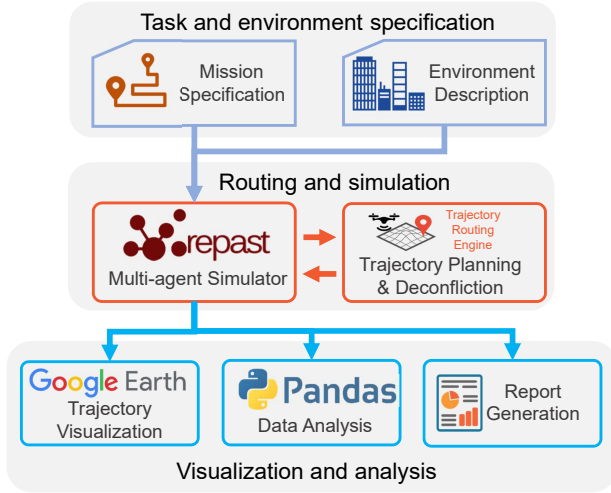 Task and environment specification
Mission
Specification
Environment
Description
Routing and simulation
repast
Multi-agent Simulator
Trajectory
Routing
Engine
Trajectory Planning
& Deconfliction
Google Earth
Trajectory
Visualization
Pandas
Data Analysis
Report
Generation
Visualization and analysis